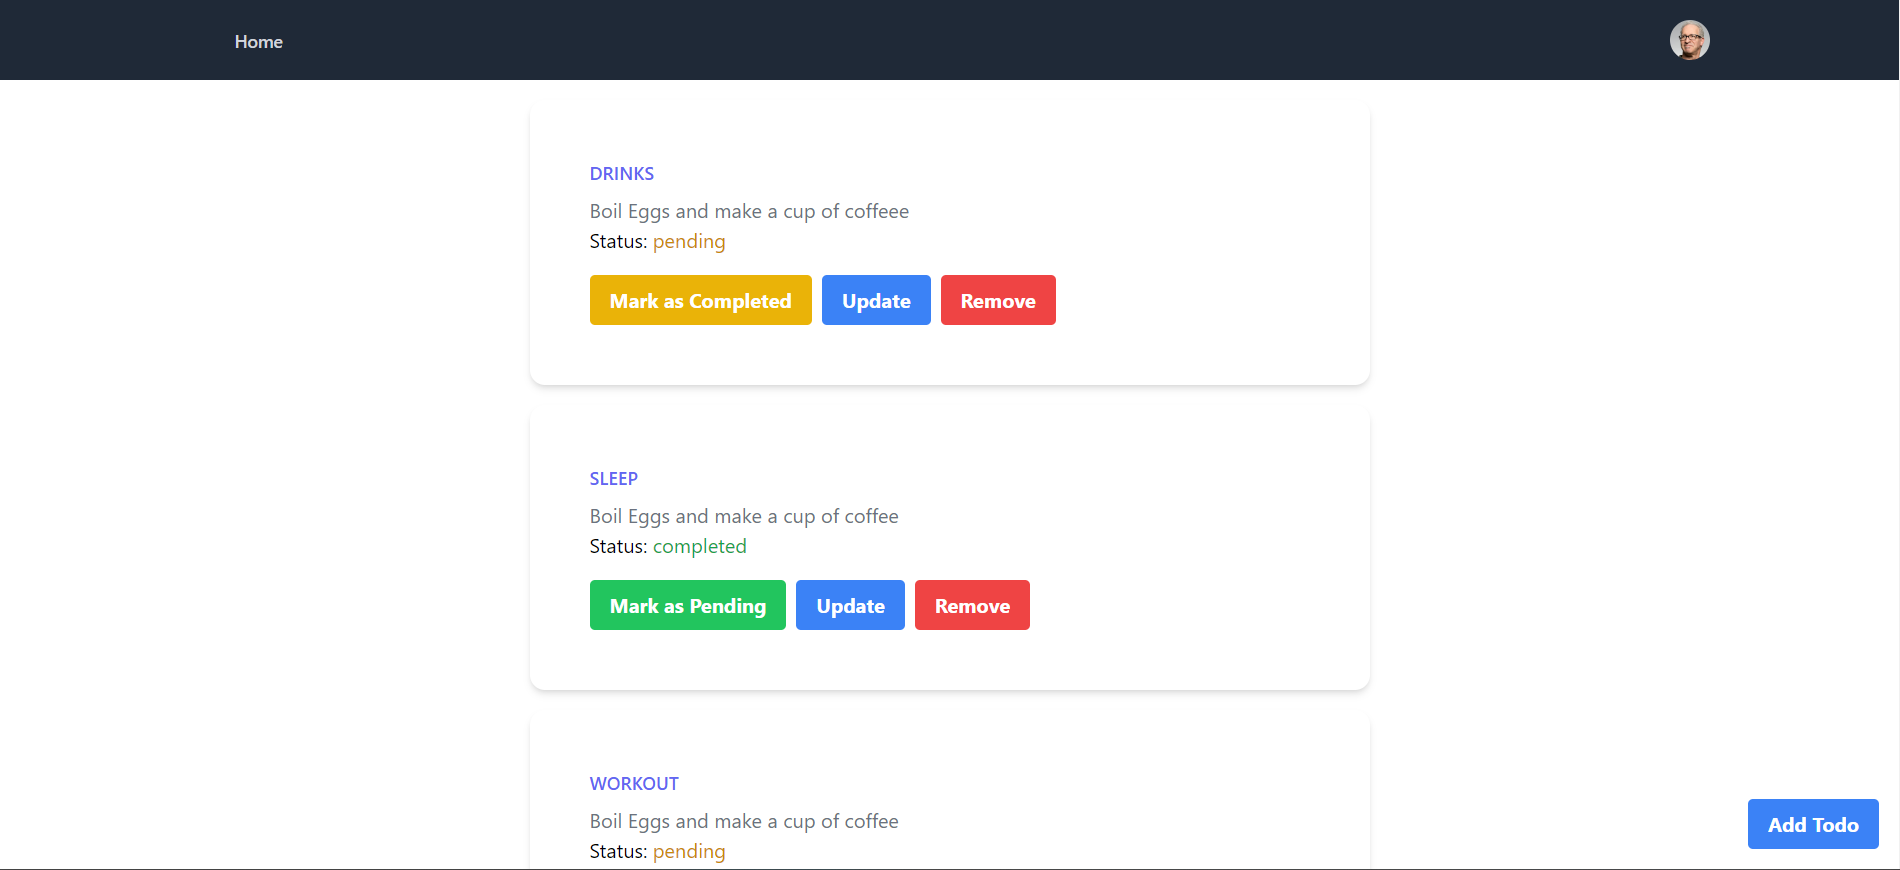 Home
DRINKS
Boil Eggs and make a cup of coffeee
Status: pending
Mark as Completed Update Remove
SLEEP
Boil Eggs and make a cup of coffee
Status: completed
Mark as Pending Update Remove
WORKOUT
Boil Eggs and make a cup of coffee
Status: pending
Add Todo